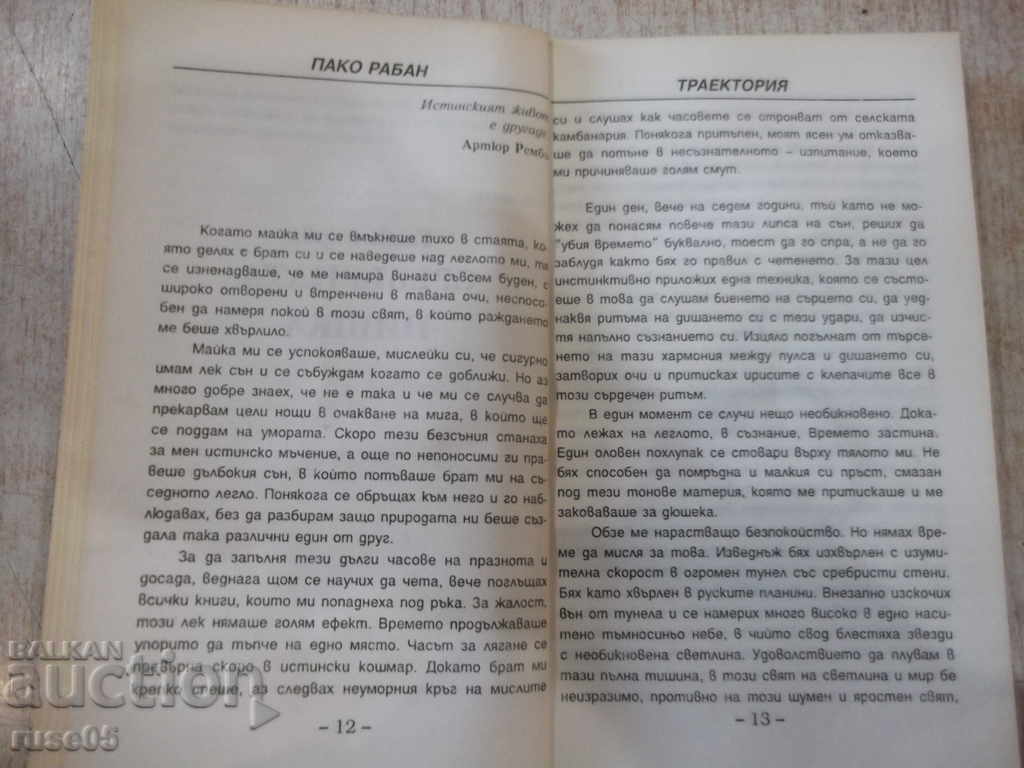 ПАКО РАБАН
Истинският живот
е другаде.
Артюр Рембо
Когато майка ми се вмъкнеше тихо в стаята, ко-
ято делях с брат си и се наведеше над леглото ми, тя
се изненадваше, че ме намира винаги съвсем буден, с
широко отворени и втренчени в тавана очи, неспосо-
бен да намеря покой в този свят, в който раждането
ме беше хвърлило.
Майка ми се успокояваше, мислейки си, че сигурно
имам лек сън и се събуждам когато се доближи. Но аз
много добре знаех, че не е така и че ми се случва да
прекарвам цели нощи в очакване на мига, в който ще
се поддам на умората. Скоро тези безсъния станаха
за мен истинско мъчение, а още по непоносими ги пра-
веше дълбокия сън, в който потъваше брат ми на съ-
седното легло. Понякога се обръщах към него и го наб-
людавах, без да разбирам защо природата ни беше съз-
дала така различни един от друг.
За да запълня тези дълги часове на празнота и
досада, веднага щом се научих да чета, вече поглъщах
всички книги, които ми попаднеха под ръка. За жалост,
този лек нямаше голям ефект. Времето продължаваше
упорито да тъпче на едно място. Часът за лягане се
превърна скоро в истински кошмар. Докато брат ми
крепко спеше, аз следвах неуморния кръг на мислите
- 12 -
ТРАЕКТОРИЯ
си и слушах как часовете се отронват от селската
камбанария. Понякога притъпен, моят ясен ум отказва-
ше да потъне в несъзнателното – изпитание, което
ми причиняваше голям смут.
Един ден, вече на седем години, тъй като не мо-
жех да понасям повече тази липса на сън, реших да
"убия времето" буквално, тоест да го спра, а не да го
заблудя както бях го правил с четенето. За тази цел
инстинктивно приложих една техника, която се състо-
еше в това да слушам биенето на сърцето си, да уед-
наквя ритъма на дишането си с тези удари, да изчис-
тя напълно съзнанието си. Изцяло погълнат от търсе-
нето на тази хармония между пулса и дишането си,
затворих очи и притисках ирисите с клепачите все в
този сърдечен ритъм.
В един момент се случи нещо необикновено. Дока-
то лежах на леглото, в съзнание, Времето застина.
Един оловен похлупак се стовари върху тялото ми. Не
бях способен да помръдна и малкия си пръст, смазан
под тези тонове материя, която ме притискаше и ме
заковаваше за дюшека.
Обзе ме нарастващо безпокойство. Но нямах вре-
ме да мисля за това. Изведнъж бях изхвърлен с изуми-
телна скорост в огромен тунел със сребристи стени.
Бях като хвърлен в руските планини. Внезапно изскочих
вън от тунела и се намерих много високо в едно наси-
тено тъмносиньо небе, в чийто свод блестяха звезди
с необикновена светлина. Удоволствието да плувам в
тази пълна тишина, в този свят на светлина и мир бе
неизразимо, противно на този шумен и яростен свят,
- 13 -
BALKAN
auction
ruse05